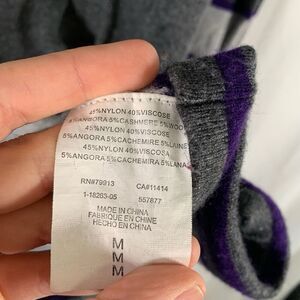 45%NYLON 40%VISCOSE
5%ANGORA 5%CASHMERE 5%WOOL
45%NYLON 40%VISCOSE
5%ANGORA 5%CACHEMIRE 5%LAINE
45%NYLON 40%VISCOSA
5%ANGORA 5%CACHEMIRA 5%LANA
RN#79913 CA#11414
1-18263-05 557877
MADE IN CHINA
FABRIQUE EN CHINE
HECHO EN CHINA
M
M
M